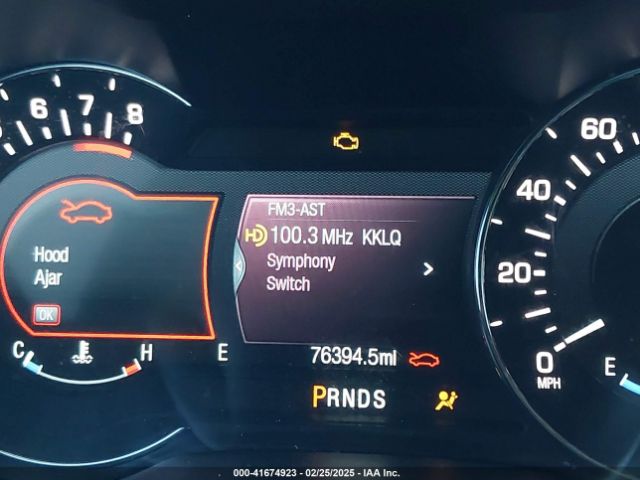 6 7 8
Hood
Ajar
OK
C H E
FM3-AST
HD 100.3 MHz KKLQ
Symphony
Switch
76394.5mi
PRNDS
60
40
20
0
MPH
E
000-41674923 - 02/25/2025 - IAA Inc.